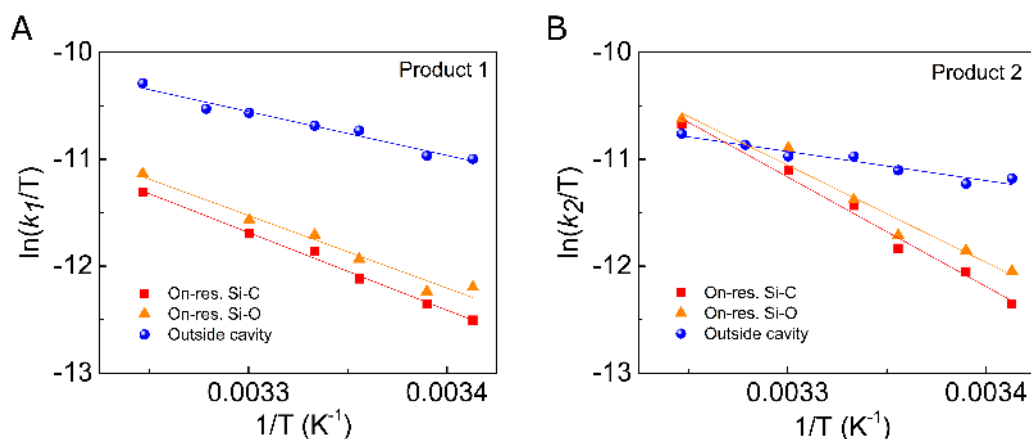 A
-10
Product 1
-11
ln(k1/T)
-12
On-res. Si-C
On-res. Si-O
Outside cavity
-13
0.0033
0.0034
1/T (K-1)
B
-10
Product 2
-11
ln(k2/T)
-12
On-res. Si-C
On-res. Si-O
Outside cavity
-13
0.0033
0.0034
1/T (K-1)